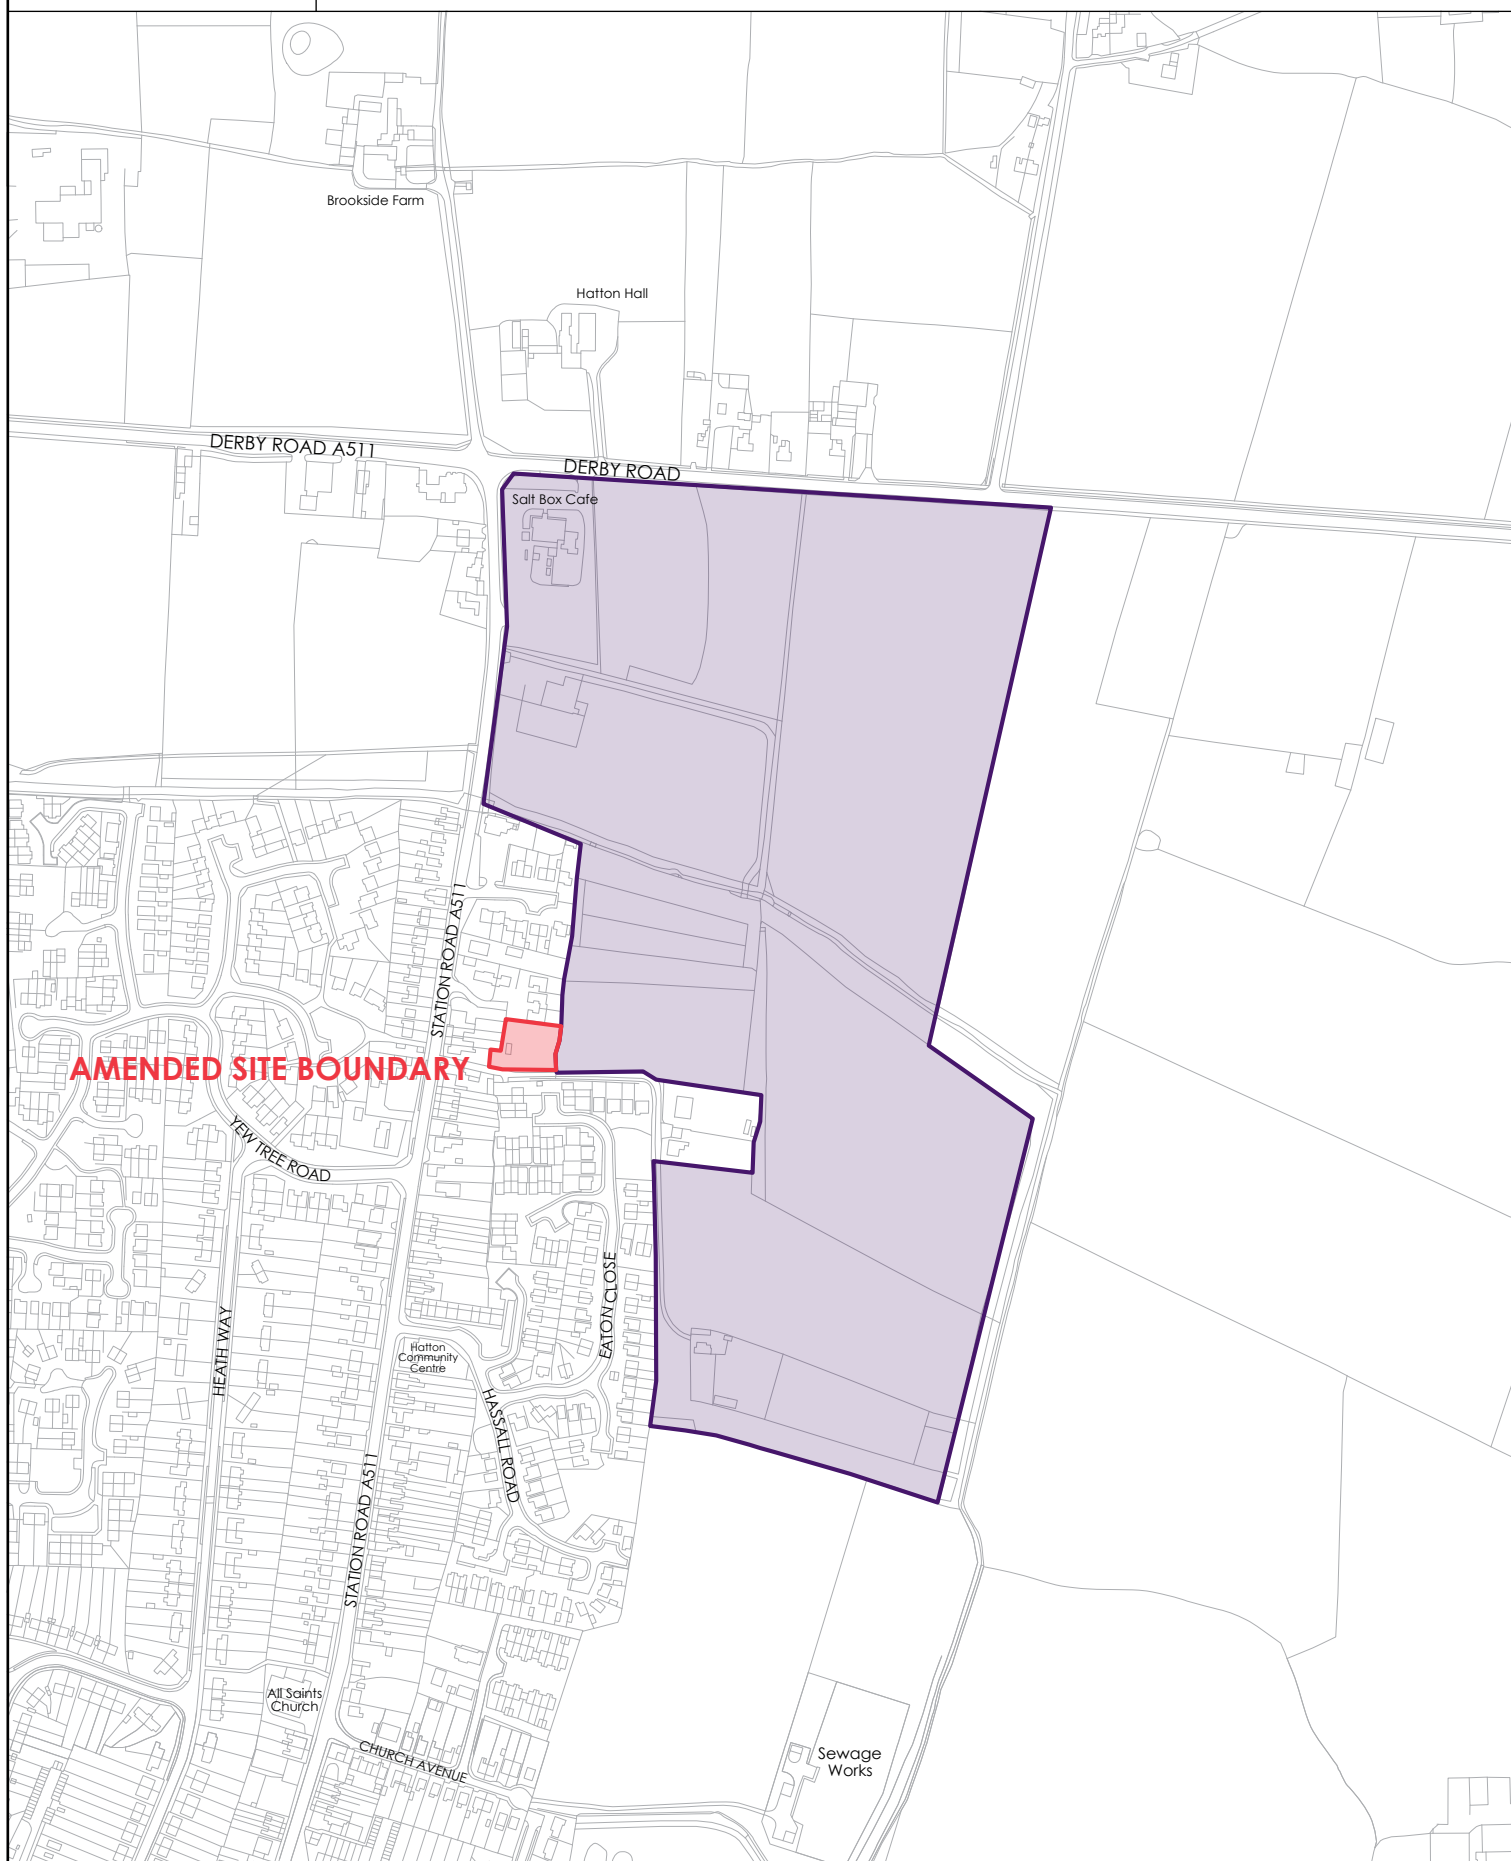 Brookside Farm
Hatton Hall
DERBY ROAD A511
DERBY ROAD
Salt Box Cafe
STATION ROAD A511
AMENDED SITE BOUNDARY
YEW TREE ROAD
EATON CLOSE
HEATH WAY
Hatton
Community
Centre
HASSALL ROAD
STATION ROAD A511
All Saints
Church
CHURCH AVENUE
Sewage
Works